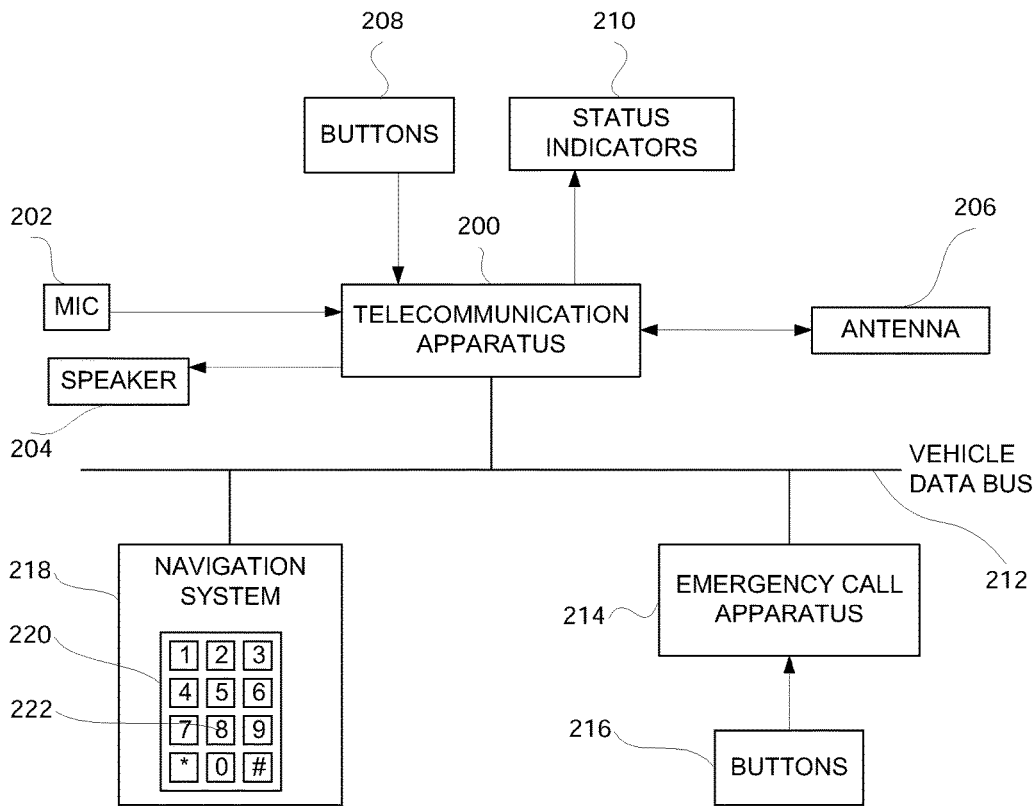 208
210
BUTTONS
STATUS
INDICATORS
202
200
206
MIC
TELECOMMUNICATION
APPARATUS
ANTENNA
SPEAKER
204
VEHICLE
DATA BUS
212
218
NAVIGATION
SYSTEM
220
1 2 3
4 5 6
222
7 8 9
* 0 #
214
EMERGENCY CALL
APPARATUS
216
BUTTONS